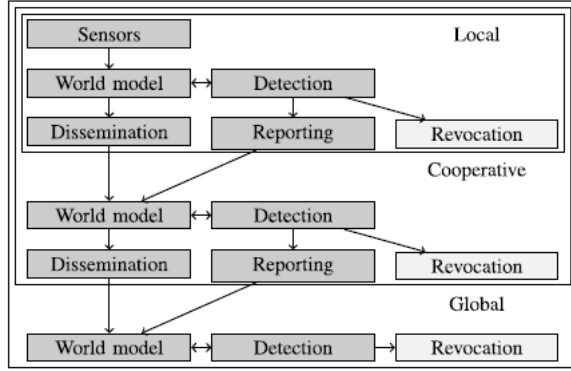 Sensors
Local
World model
Detection
Dissemination
Reporting
Revocation
Cooperative
World model
Detection
Dissemination
Reporting
Revocation
Global
World model
Detection
Revocation